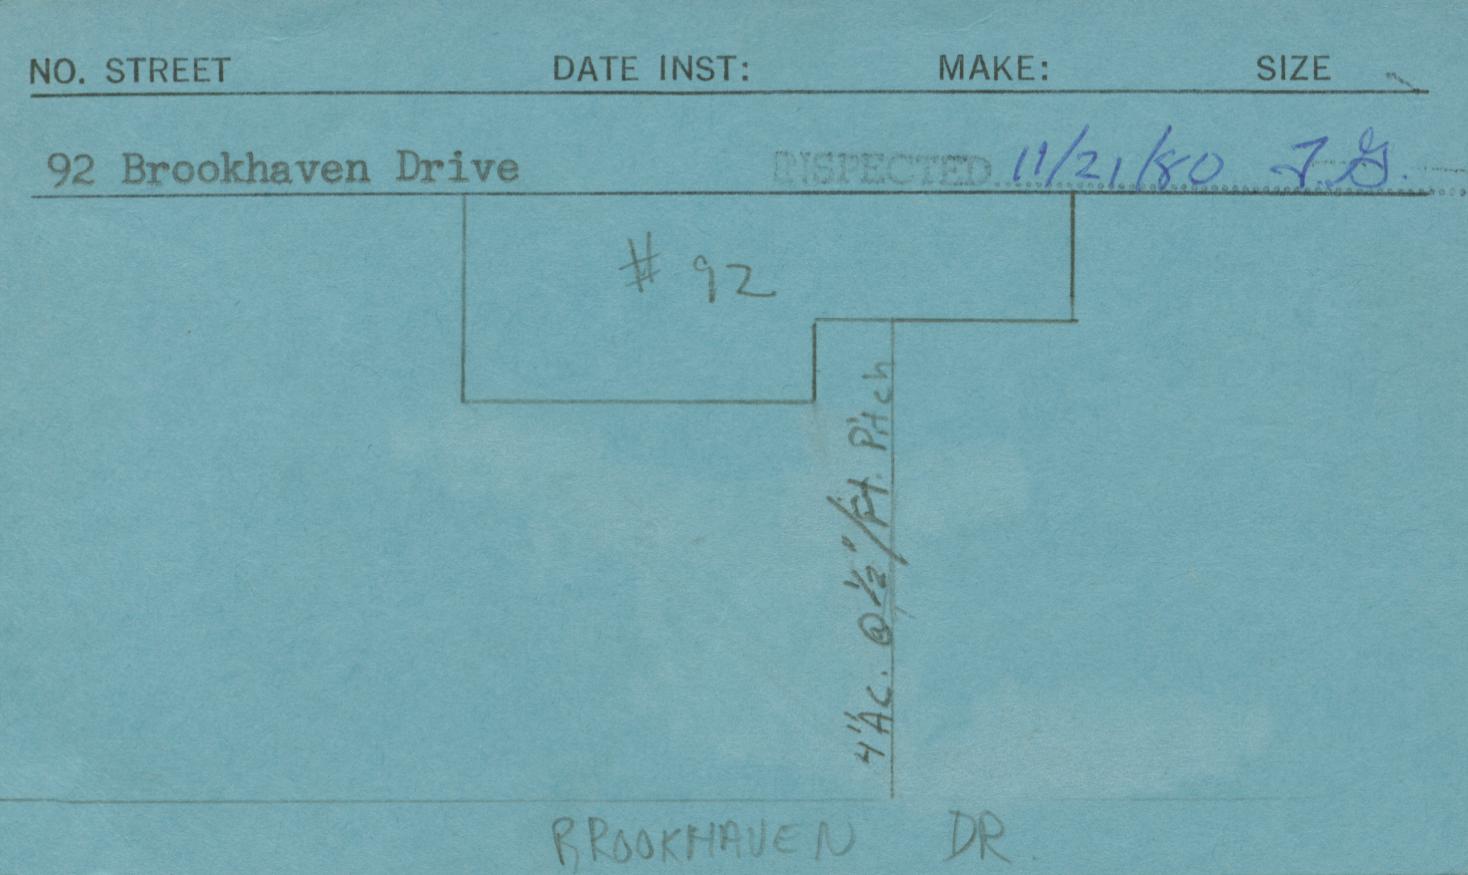 NO. STREET DATE INST: MAKE: SIZE
92 Brookhaven Drive INSPECTED 11/21/80 T.G.
# 92
4" AC. @ 1/2"/Ft. Pitch
BROOKHAVEN DR.